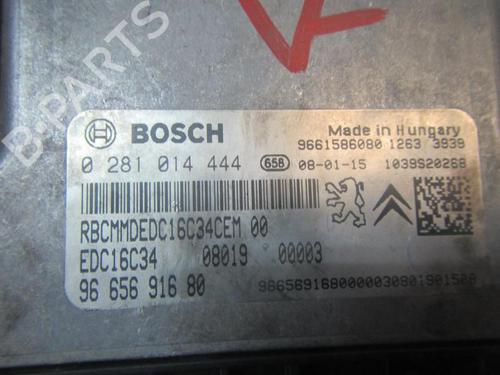 B-PARTS
BOSCH
Made in Hungary
9661586080 1263 3939
0 281 014 444 658 08-01-15 1039S20268
RBCMMDEDC16C34CEM 00
EDC16C34 08019 00003
96 656 916 80